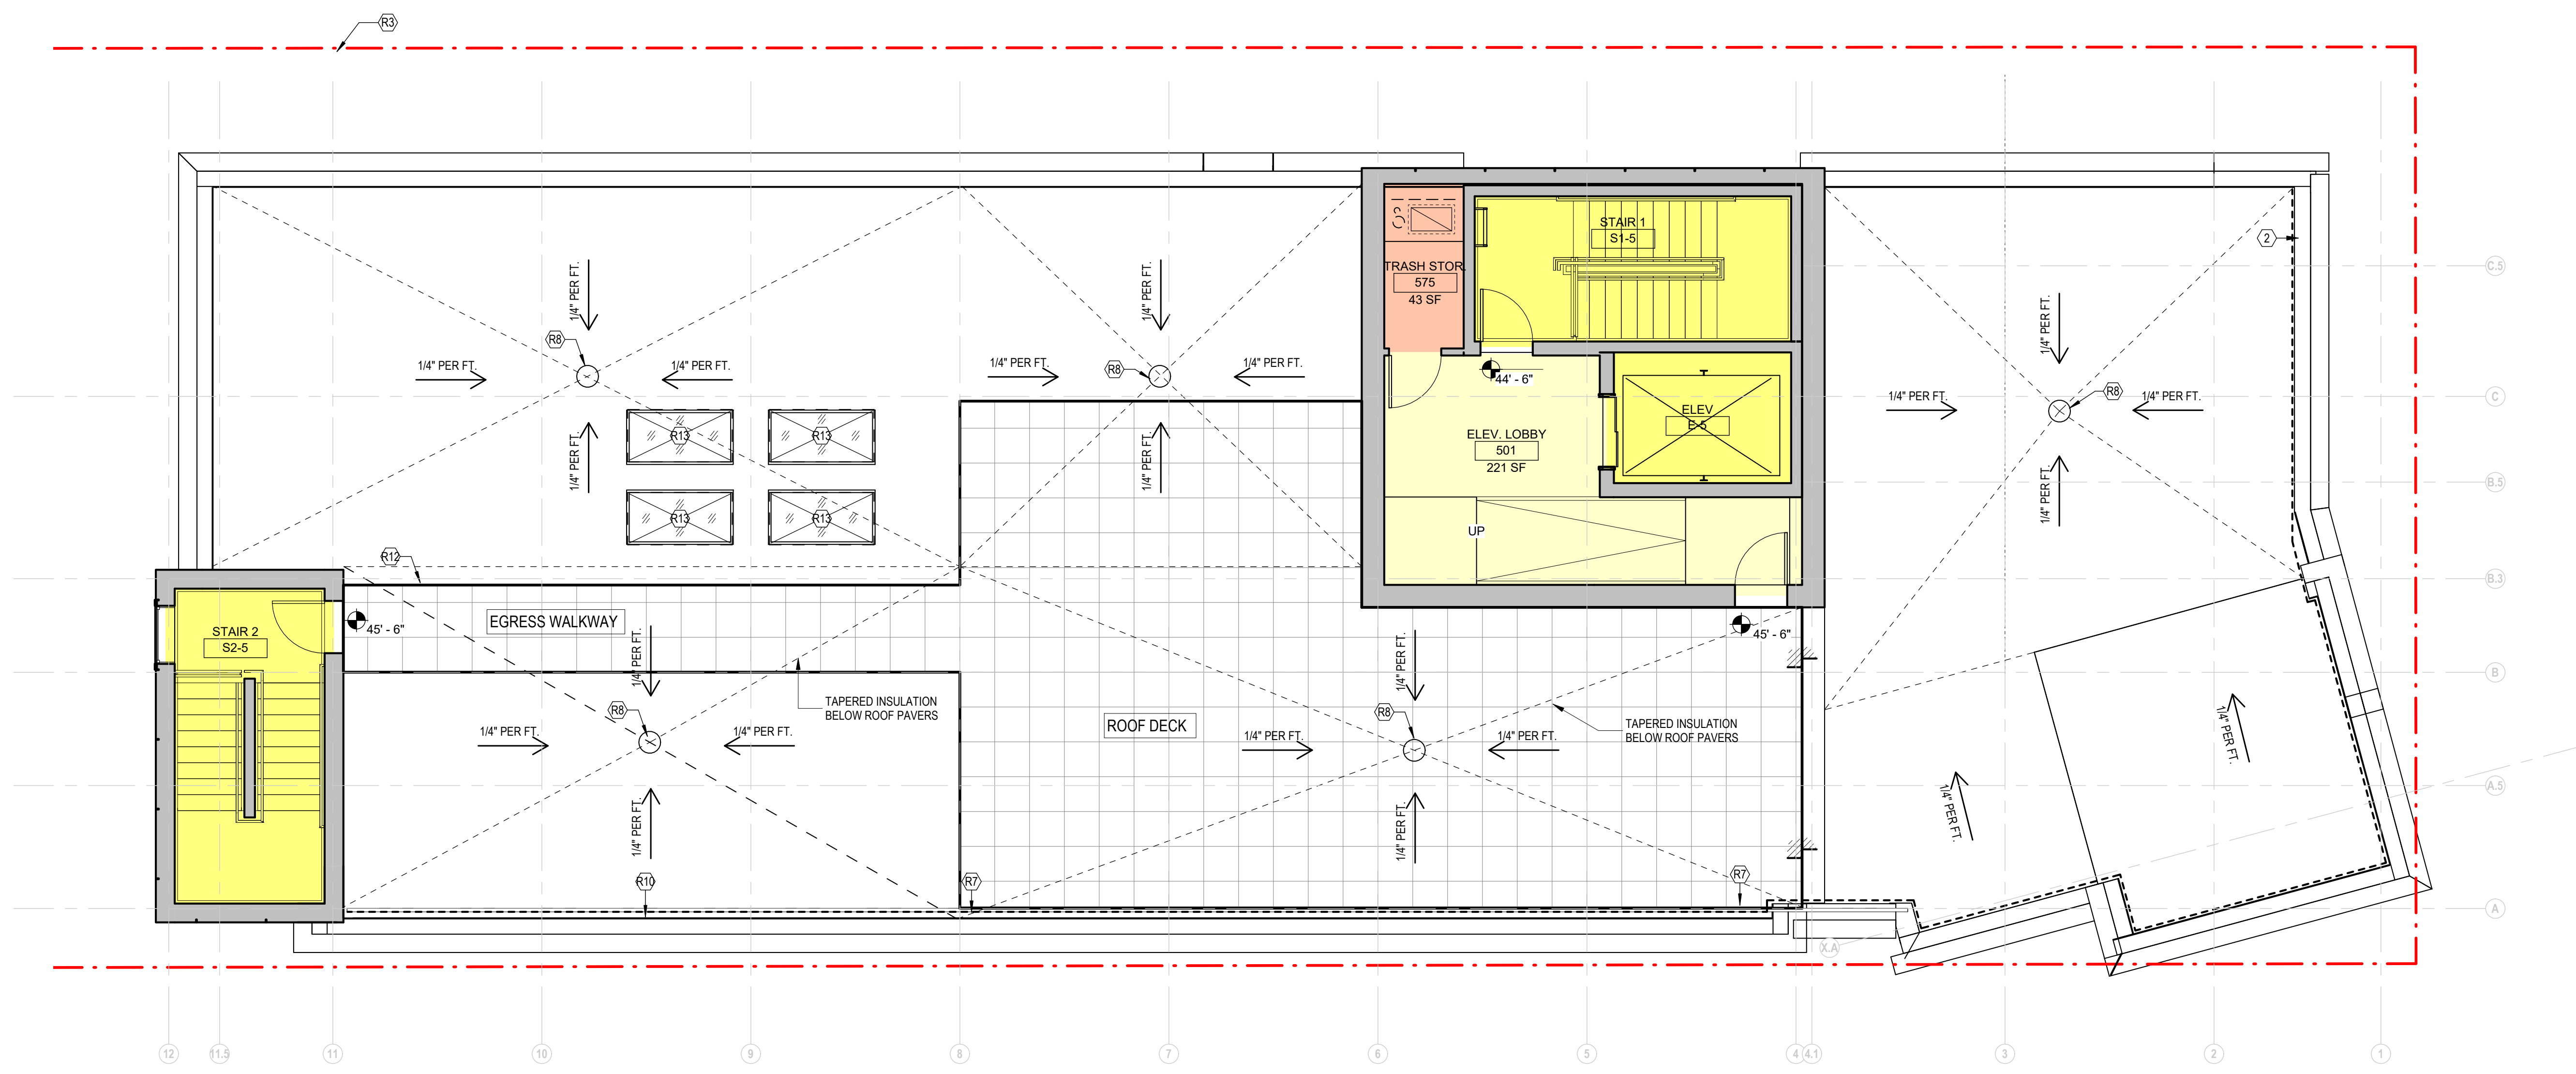 R3
STAIR 1
S1-5
2
TRASH STOR.
575
43 SF
C.5
1/4" PER FT.
1/4" PER FT.
1/4" PER FT.
R8
R8
1/4" PER FT.
1/4" PER FT.
1/4" PER FT.
1/4" PER FT.
44' - 6"
R8
1/4" PER FT.
1/4" PER FT.
C
ELEV
E-5
R13
R13
ELEV. LOBBY
501
221 SF
1/4" PER FT.
1/4" PER FT.
1/4" PER FT.
B.5
R13
R13
UP
R12
B.3
EGRESS WALKWAY
45' - 6"
45' - 6"
STAIR 2
S2-5
1/4" PER FT.
1/4" PER FT.
B
TAPERED INSULATION
BELOW ROOF PAVERS
R8
R8
ROOF DECK
TAPERED INSULATION
BELOW ROOF PAVERS
1/4" PER FT.
1/4" PER FT.
1/4" PER FT.
1/4" PER FT.
1/4" PER FT.
A.5
1/4" PER FT.
1/4" PER FT.
1/4" PER FT.
R10
R7
R7
A
X.A
12
11.5
11
10
9
8
7
6
5
4
4.1
3
2
1